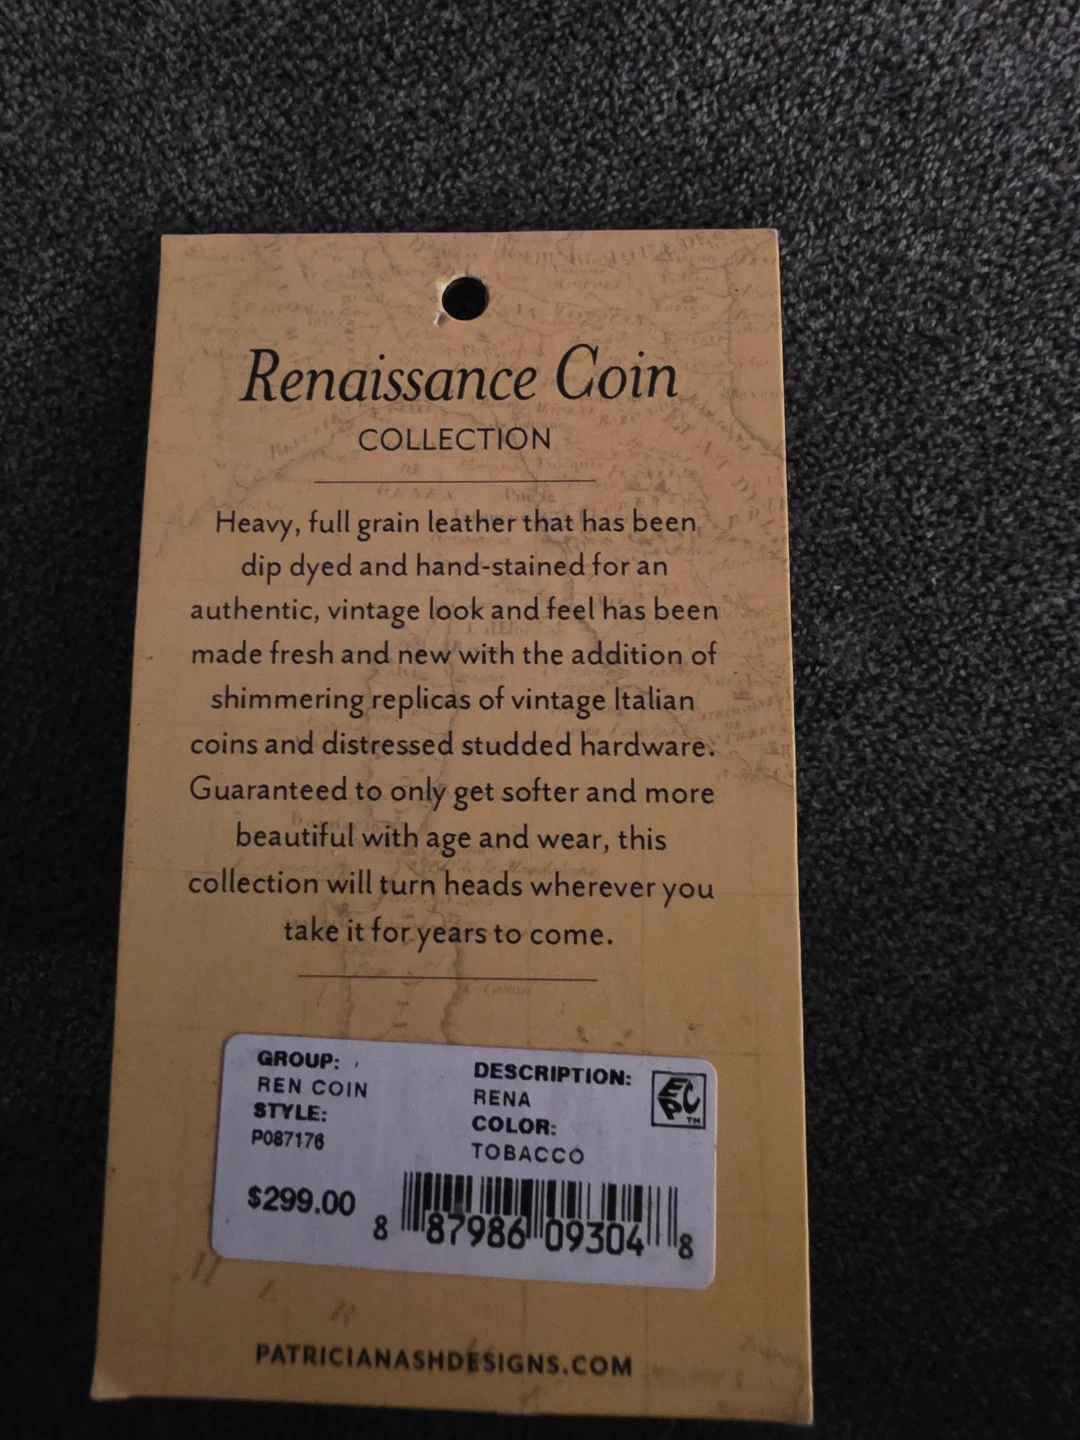 Renaissance Coin
COLLECTION
Heavy, full grain leather that has been
dip dyed and hand-stained for an
authentic, vintage look and feel has been
made fresh and new with the addition of
shimmering replicas of vintage Italian
coins and distressed studded hardware.
Guaranteed to only get softer and more
beautiful with age and wear, this
collection will turn heads wherever you
take it for years to come.
GROUP:
REN COIN
STYLE:
P087176
$299.00
DESCRIPTION:
RENA
COLOR:
TOBACCO
EPC
TM
8 87986 09304 8
PATRICIANASHDESIGNS.COM